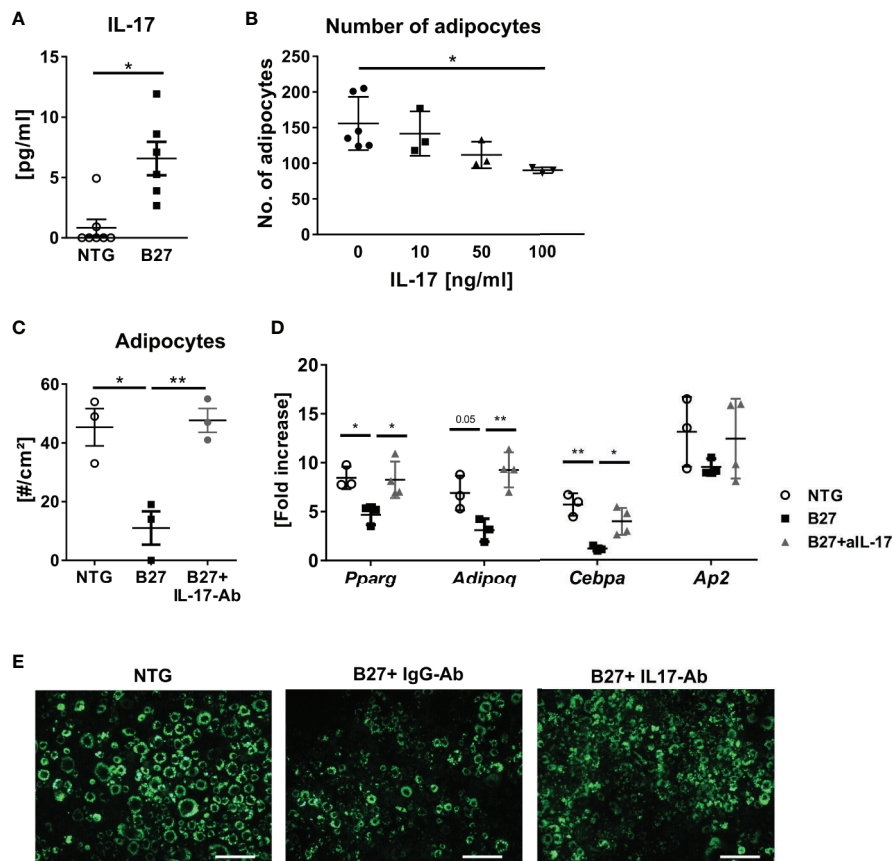 A
IL-17
[pg/ml]
15
10
5
0
*
NTG
B27
B
Number of adipocytes
No. of adipocytes
250
200
150
100
50
0
*
0
10
50
100
IL-17 [ng/ml]
C
Adipocytes
[#/cm²]
60
40
20
0
*
**
NTG
B27
B27+
IL-17-Ab
D
[Fold increase]
20
15
10
5
0
*
*
0.05
**
**
*
Pparg
Adipoq
Cebpa
Ap2
NTG
B27
B27+aIL-17
E
NTG
B27+ IgG-Ab
B27+ IL17-Ab